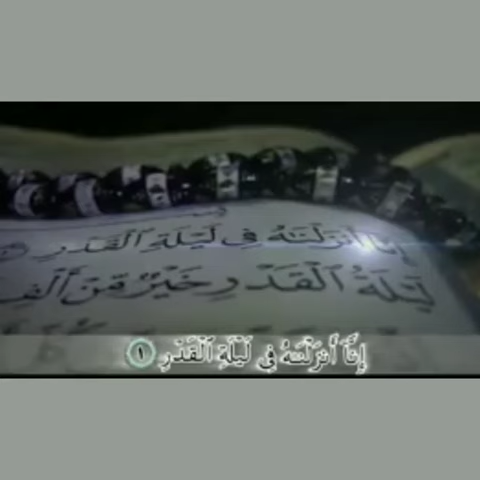 إِنَّا أَنزَلْنَـٰهُ فِى لَيْلَةِ ٱلْقَدْرِ
لَيْلَةُ ٱلْقَدْرِ خَيْرٌ مِّنْ أَلْفِ
إِنَّآ أَنزَلْنَـٰهُ فِى لَيْلَةِ ٱلْقَدْرِ ١